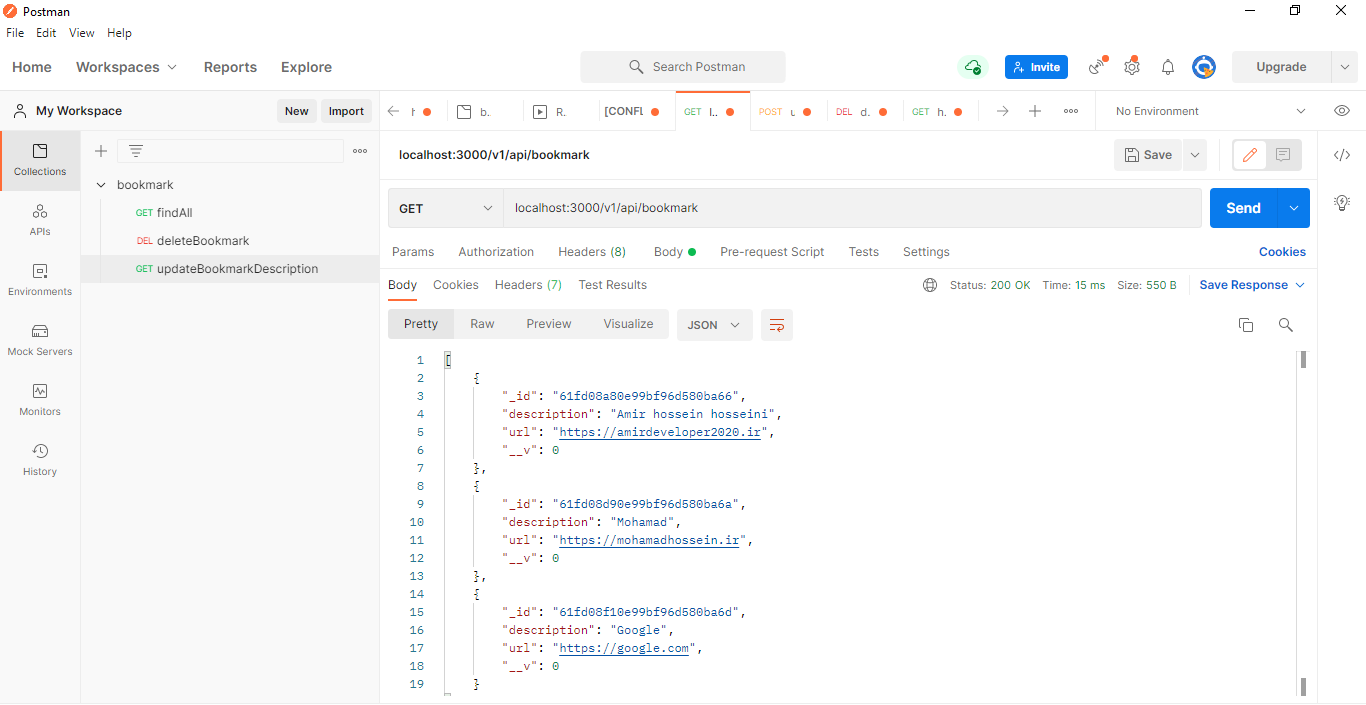 Postman
File Edit View Help
Home Workspaces Reports Explore Search Postman Invite Upgrade
My Workspace New Import
b. R. [CONFL GET l.. POST DEL d. GET h. No Environment
Collections
APIs
Environments
Mock Servers
Monitors
History
bookmark
GET findAll
DEL deleteBookmark
GET updateBookmarkDescription
localhost:3000/v1/api/bookmark Save
GET localhost:3000/v1/api/bookmark Send
Params Authorization Headers (8) Body Pre-request Script Tests Settings Cookies
Body Cookies Headers (7) Test Results Status: 200 OK Time: 15 ms Size: 550 B Save Response
Pretty Raw Preview Visualize JSON
1 [
2 {
3 "_id": "61fd08a80e99bf96d580ba66",
4 "description": "Amir hossein hosseini",
5 "url": "https://amirdeveloper2020.ir",
6 "__v": 0
7 },
8 {
9 "_id": "61fd08d90e99bf96d580ba6a",
10 "description": "Mohamad",
11 "url": "https://mohamadhossein.ir",
12 "__v": 0
13 },
14 {
15 "_id": "61fd08f10e99bf96d580ba6d",
16 "description": "Google",
17 "url": "https://google.com",
18 "__v": 0
19 }